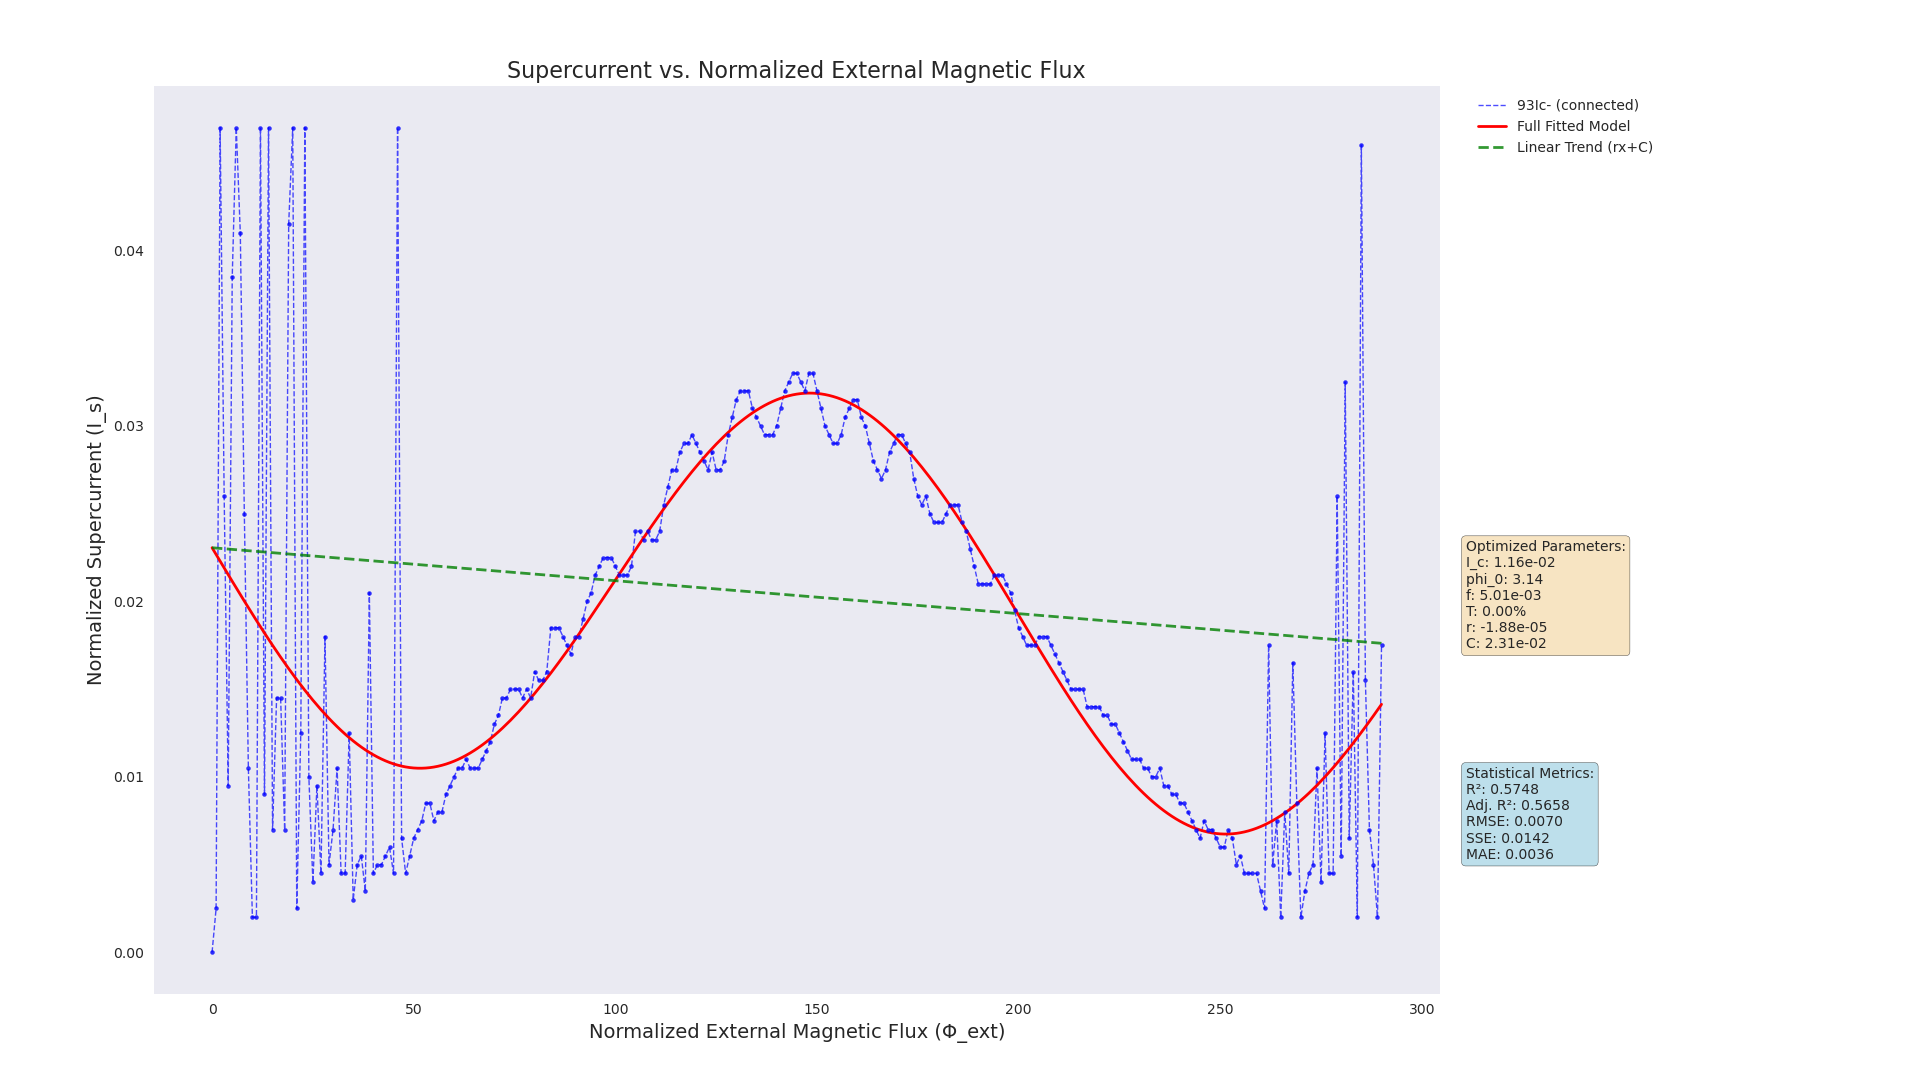 Supercurrent vs. Normalized External Magnetic Flux
93Ic- (connected)
Full Fitted Model
Linear Trend (rx+C)
Normalized Supercurrent (I_s)
0.04
0.03
0.02
0.01
0.00
0
50
100
150
200
250
300
Normalized External Magnetic Flux (Φ_ext)
Optimized Parameters:
I_c: 1.16e-02
phi_0: 3.14
f: 5.01e-03
T: 0.00%
r: -1.88e-05
C: 2.31e-02
Statistical Metrics:
R²: 0.5748
Adj. R²: 0.5658
RMSE: 0.0070
SSE: 0.0142
MAE: 0.0036